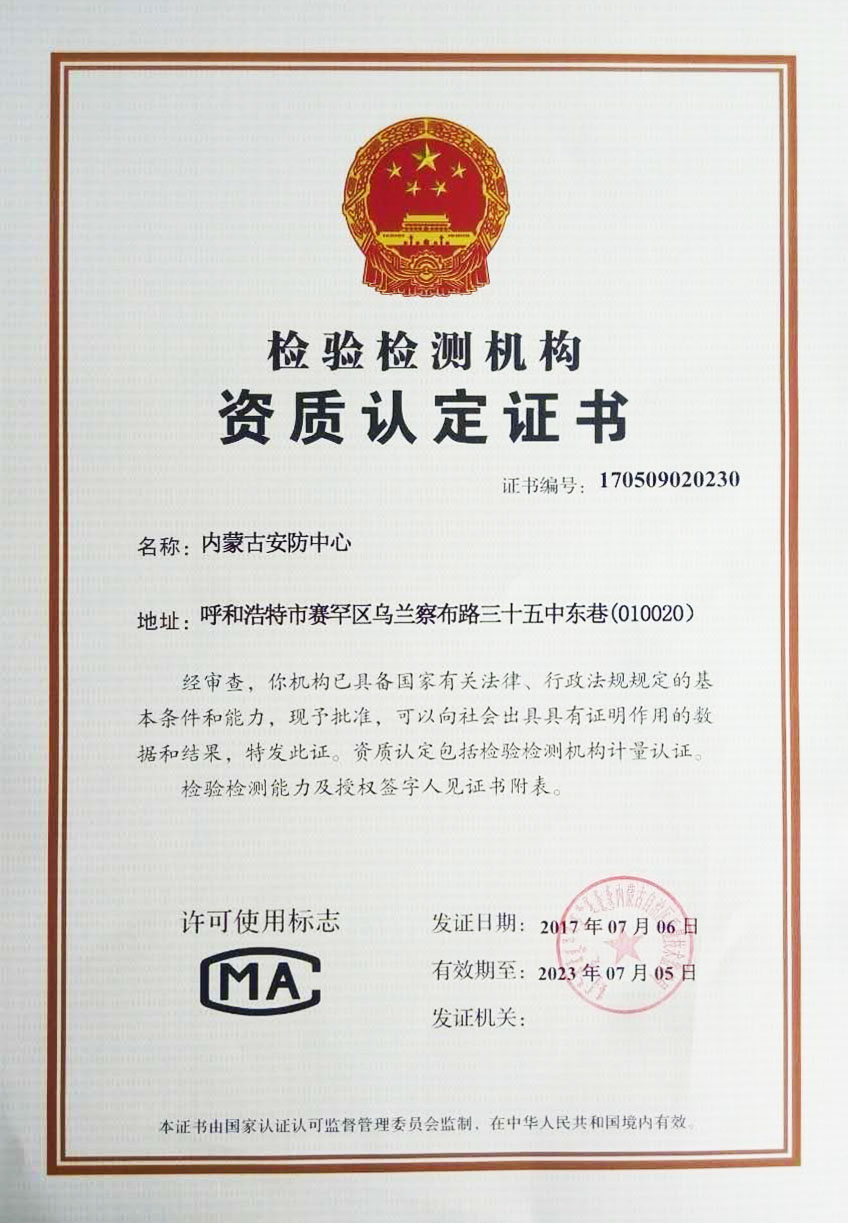 检验检测机构
资质认定证书
证书编号：170509020230
名称：内蒙古安防中心
地址：呼和浩特市赛罕区乌兰察布路三十五中东巷(010020)
经审查，你机构已具备国家有关法律、行政法规规定的基
本条件和能力，现予批准，可以向社会出具具有证明作用的数
据和结果，特发此证。资质认定包括检验检测机构计量认证。
检验检测能力及授权签字人见证书附表。
许可使用标志
MA
发证日期：2017年07月06日
有效期至：2023年07月05日
发证机关：
本证书由国家认证认可监督管理委员会监制，在中华人民共和国境内有效。